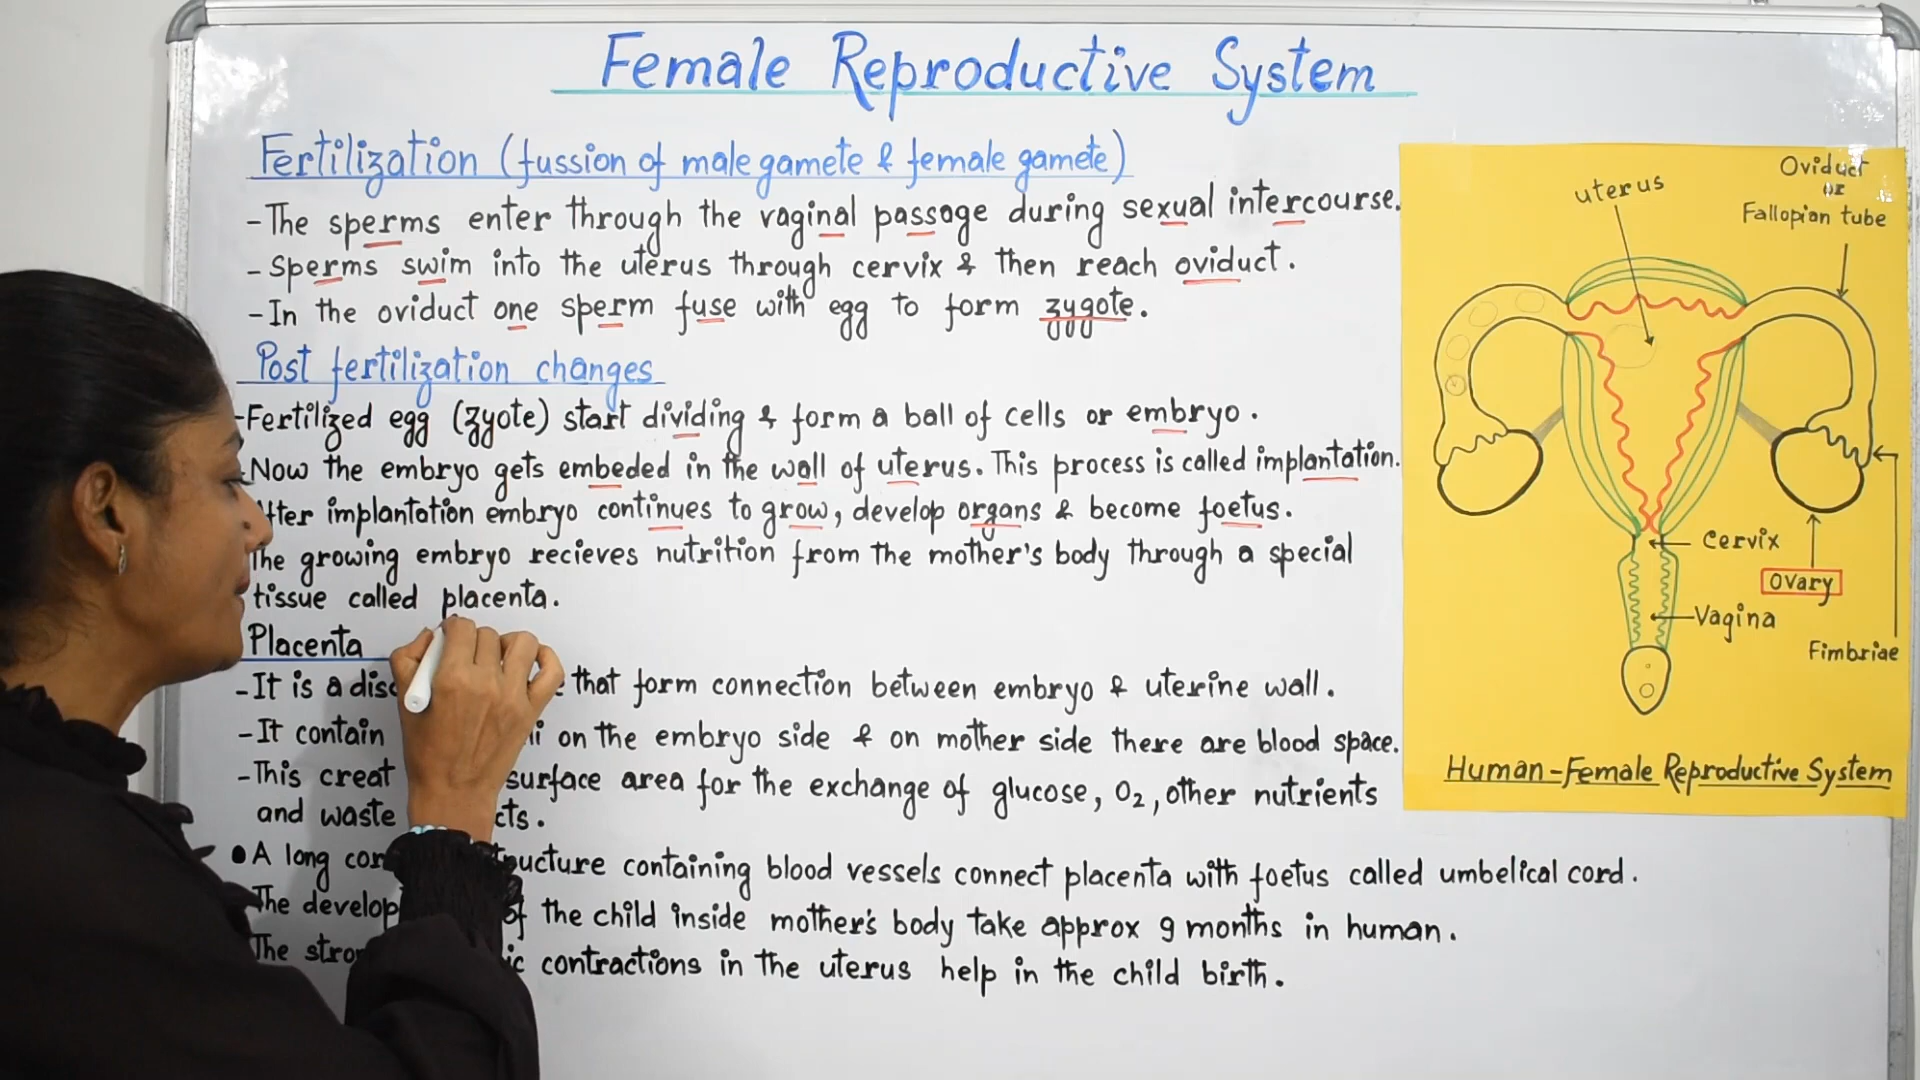 Female Reproductive System
Fertilization (fussion of male gamete & female gamete)
- The sperms enter through the vaginal passage during sexual intercourse.
- Sperms swim into the uterus through cervix & then reach oviduct.
- In the oviduct one sperm fuse with egg to form zygote.
Post fertilization changes
- Fertilized egg (zyote) start dividing & form a ball of cells or embryo.
- Now the embryo gets embeded in the wall of uterus. This process is called implantation.
After implantation embryo continues to grow, develop organs & become foetus.
The growing embryo recieves nutrition from the mother's body through a special
tissue called placenta.
Placenta
- It is a that form connection between embryo & uterine wall.
- It contain on the embryo side & on mother side there are blood space.
- This creat surface area for the exchange of glucose, O2, other nutrients
and waste
• A long containing blood vessels connect placenta with foetus called umbelical cord.
The of the child inside mother's body take approx 9 months in human.
The contractions in the uterus help in the child birth.
uterus
Oviduct
or
Fallopian tube
Cervix
Ovary
Vagina
Fimbriae
Human-Female Reproductive System